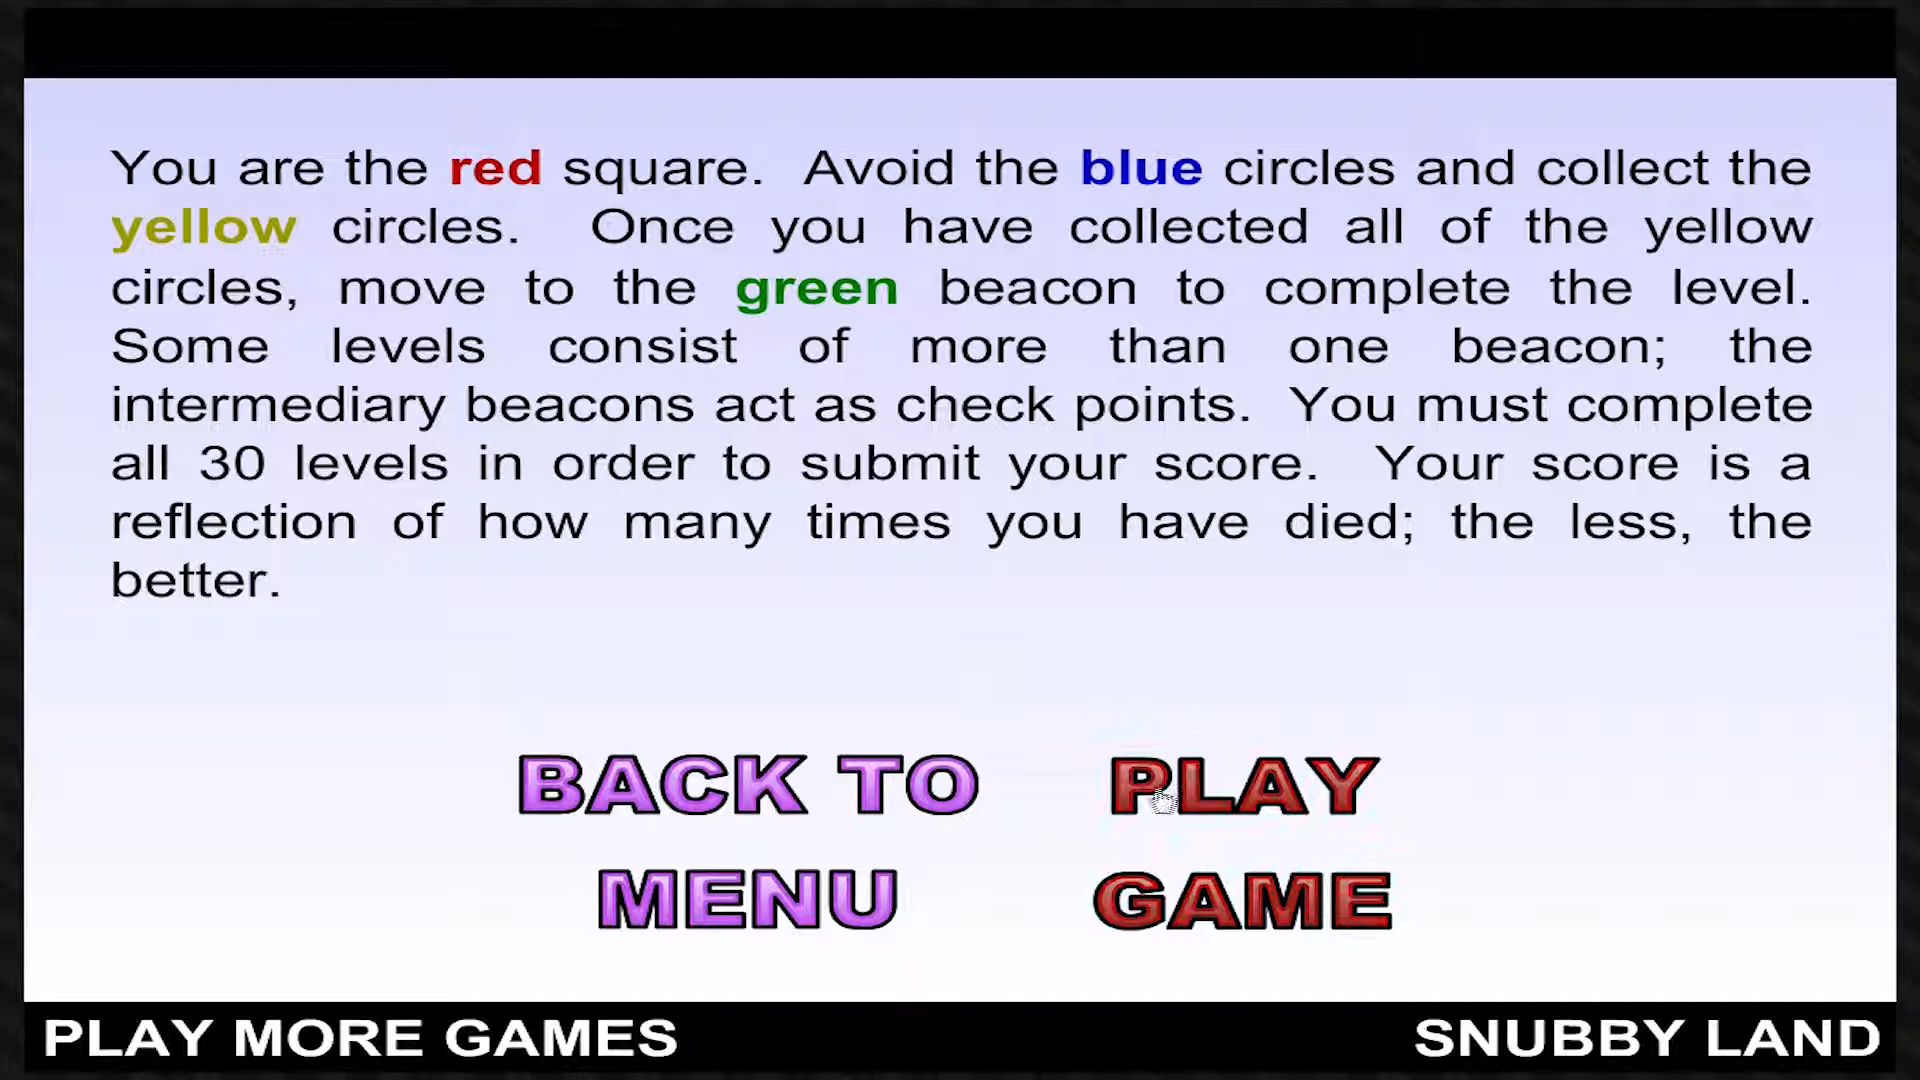 You are the red square. Avoid the blue circles and collect the
yellow circles. Once you have collected all of the yellow
circles, move to the green beacon to complete the level.
Some levels consist of more than one beacon; the
intermediary beacons act as check points. You must complete
all 30 levels in order to submit your score. Your score is a
reflection of how many times you have died; the less, the
better.
BACK TO
MENU
PLAY
GAME
PLAY MORE GAMES
SNUBBY LAND